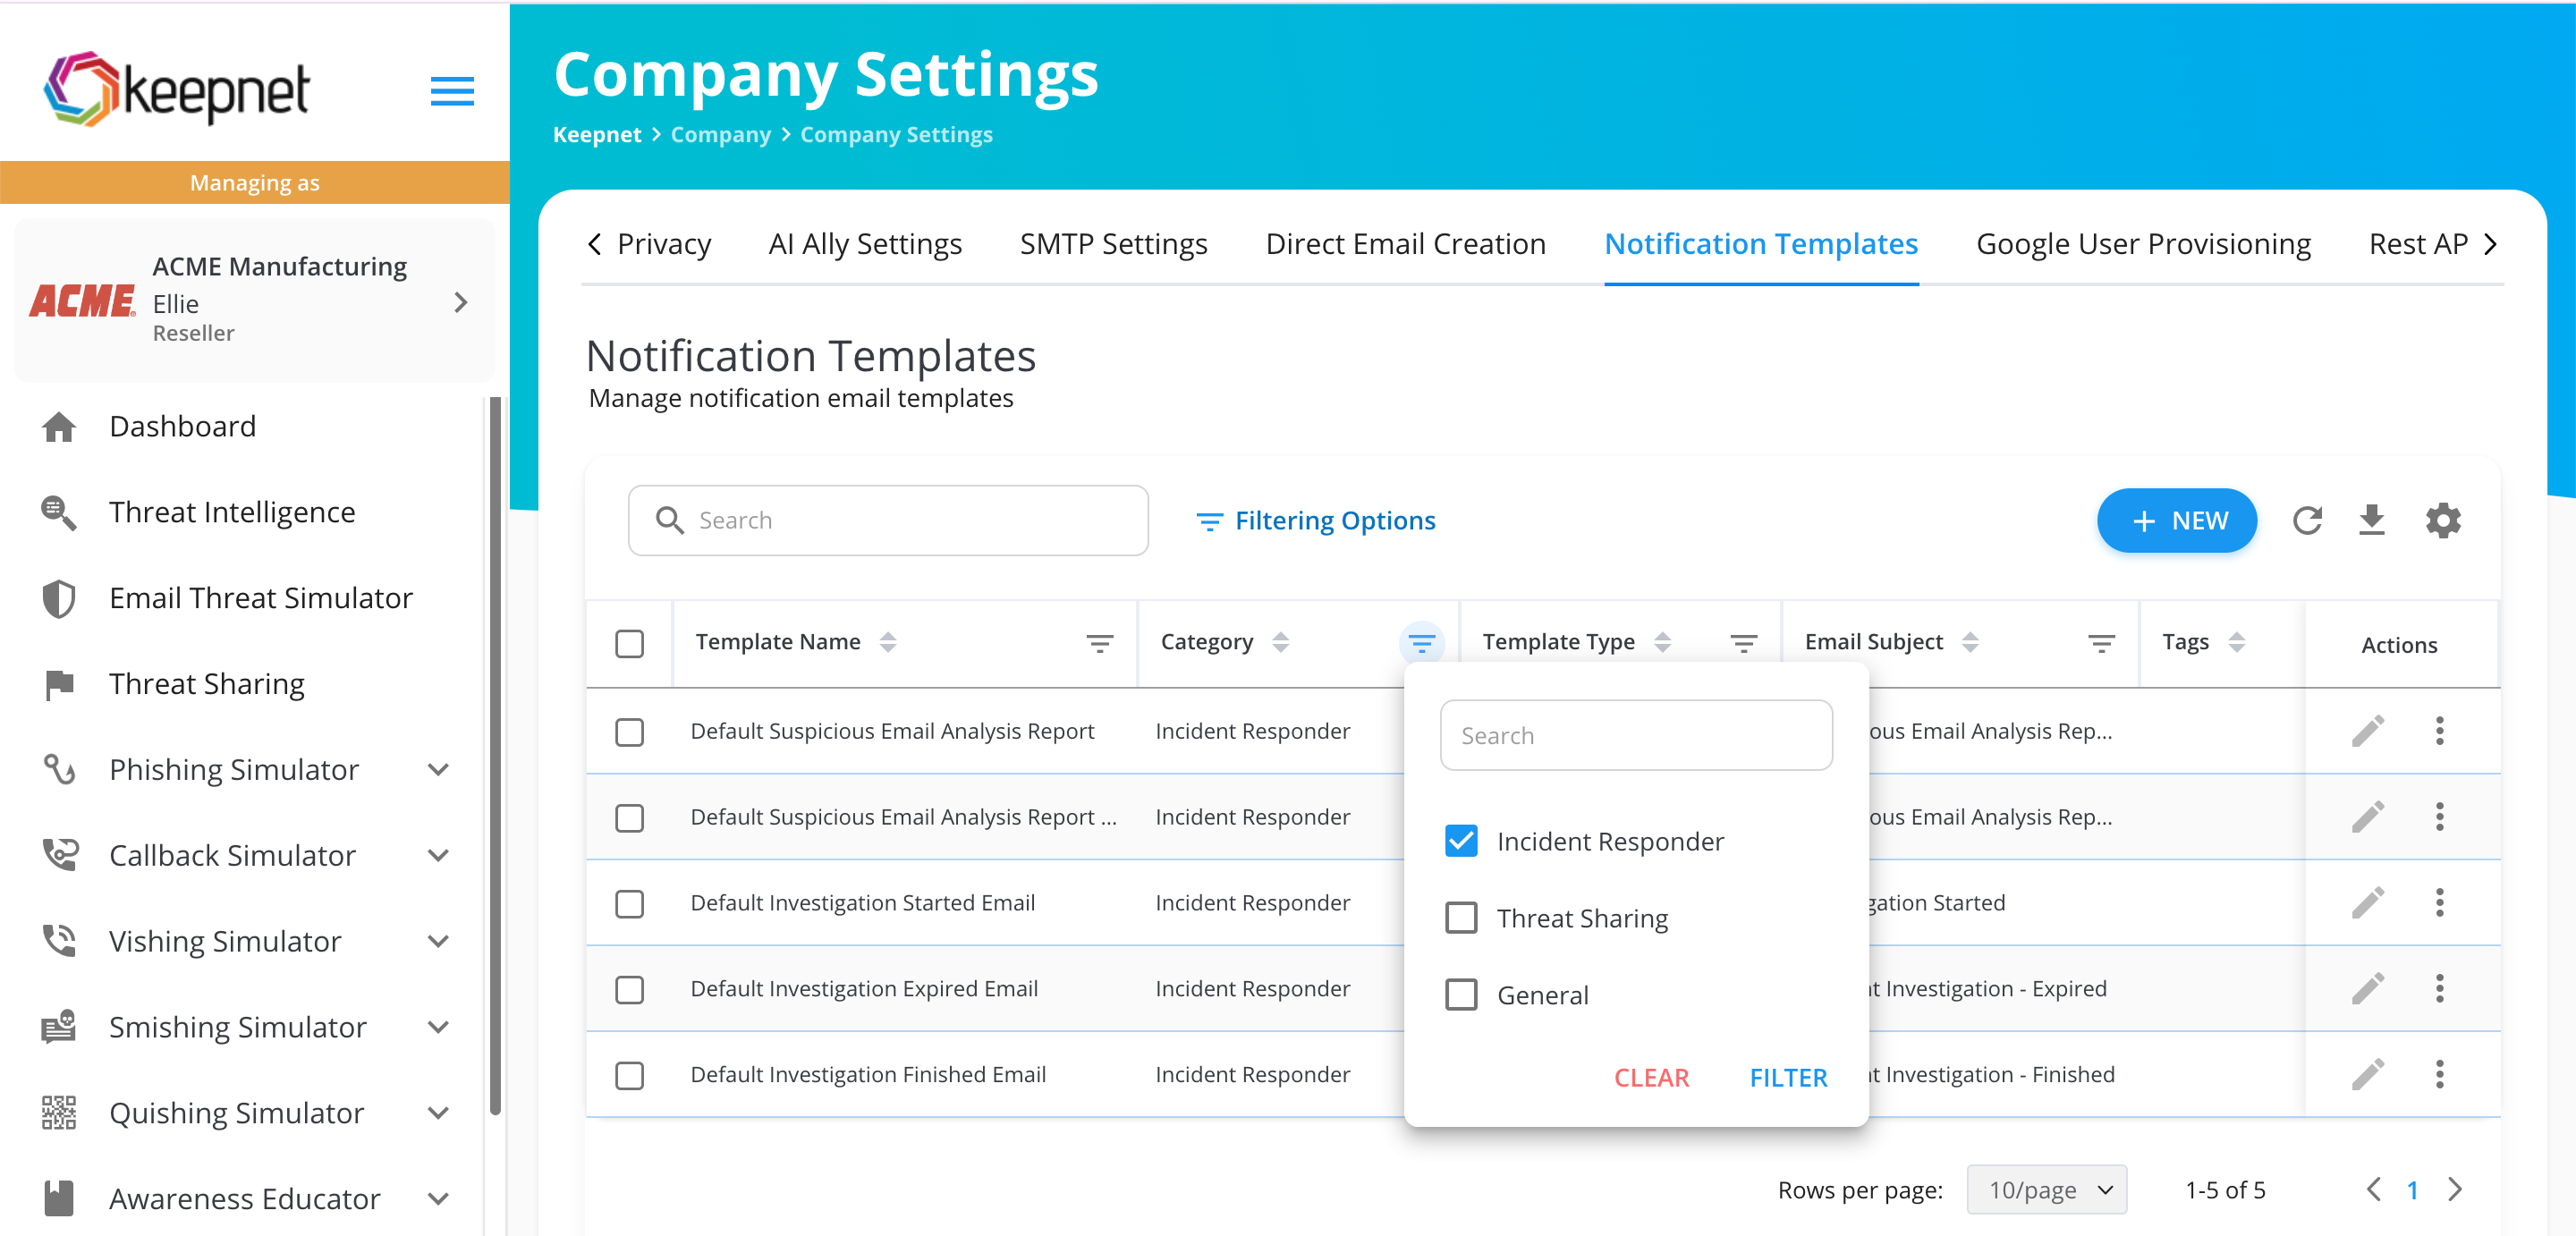 keepnet
Managing as
ACME
ACME Manufacturing
Ellie
Reseller
Dashboard
Threat Intelligence
Email Threat Simulator
Threat Sharing
Phishing Simulator
Callback Simulator
Vishing Simulator
Smishing Simulator
Quishing Simulator
Awareness Educator
Company Settings
Keepnet > Company > Company Settings
Privacy AI Ally Settings SMTP Settings Direct Email Creation Notification Templates Google User Provisioning Rest AP
Notification Templates
Manage notification email templates
Search Filtering Options + NEW
Template Name Category Template Type Email Subject Tags Actions
Default Suspicious Email Analysis Report Incident Responder ous Email Analysis Rep...
Default Suspicious Email Analysis Report ... Incident Responder ous Email Analysis Rep...
Default Investigation Started Email Incident Responder gation Started
Default Investigation Expired Email Incident Responder t Investigation - Expired
Default Investigation Finished Email Incident Responder t Investigation - Finished
Search
Incident Responder
Threat Sharing
General
CLEAR FILTER
Rows per page: 10/page 1-5 of 5 1